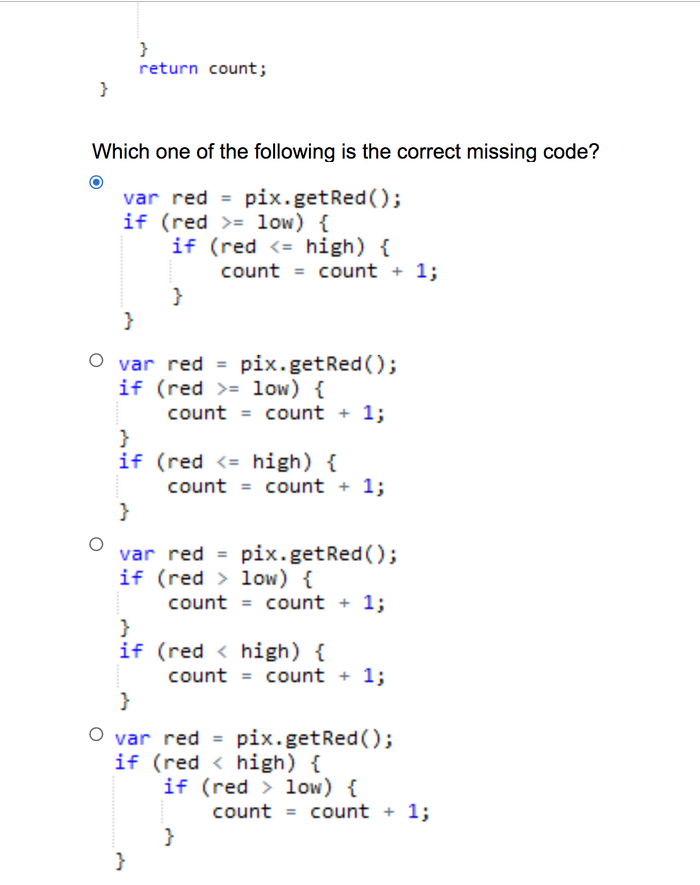 }
return count;
}
Which one of the following is the correct missing code?
var red = pix.getRed();
if (red >= low) {
if (red <= high) {
count = count + 1;
}
}
var red = pix.getRed();
if (red >= low) {
count = count + 1;
}
if (red <= high) {
count = count + 1;
}
var red = pix.getRed();
if (red > low) {
count = count + 1;
}
if (red < high) {
count = count + 1;
}
var red = pix.getRed();
if (red < high) {
if (red > low) {
count = count + 1;
}
}